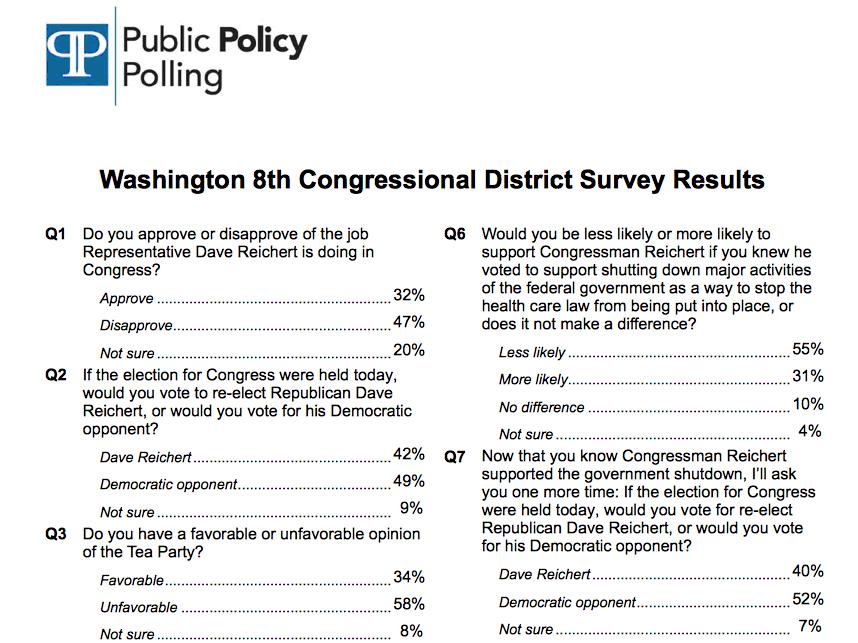 Public Policy
Polling
Washington 8th Congressional District Survey Results
Q1 Do you approve or disapprove of the job
Representative Dave Reichert is doing in
Congress?
Approve 32%
Disapprove 47%
Not sure 20%
Q2 If the election for Congress were held today,
would you vote to re-elect Republican Dave
Reichert, or would you vote for his Democratic
opponent?
Dave Reichert 42%
Democratic opponent 49%
Not sure 9%
Q3 Do you have a favorable or unfavorable opinion
of the Tea Party?
Favorable 34%
Unfavorable 58%
Not sure 8%
Q6 Would you be less likely or more likely to
support Congressman Reichert if you knew he
voted to support shutting down major activities
of the federal government as a way to stop the
health care law from being put into place, or
does it not make a difference?
Less likely 55%
More likely 31%
No difference 10%
Not sure 4%
Q7 Now that you know Congressman Reichert
supported the government shutdown, I'll ask
you one more time: If the election for Congress
were held today, would you vote for re-elect
Republican Dave Reichert, or would you vote
for his Democratic opponent?
Dave Reichert 40%
Democratic opponent 52%
Not sure 7%